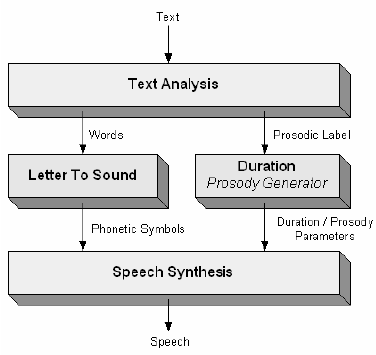 Text
Text Analysis
Words
Prosodic Label
Letter To Sound
Duration
Prosody Generator
Phonetic Symbols
Duration / Prosody
Parameters
Speech Synthesis
Speech